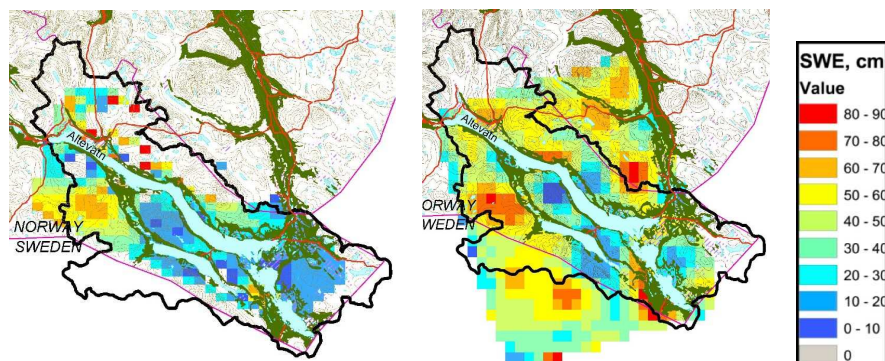 Altevatn
NORWAY
SWEDEN
Altevatn
ORWAY
WEDEN
SWE, cm
Value
80 - 90
70 - 80
60 - 70
50 - 60
40 - 50
30 - 40
20 - 30
10 - 20
0 - 10
0